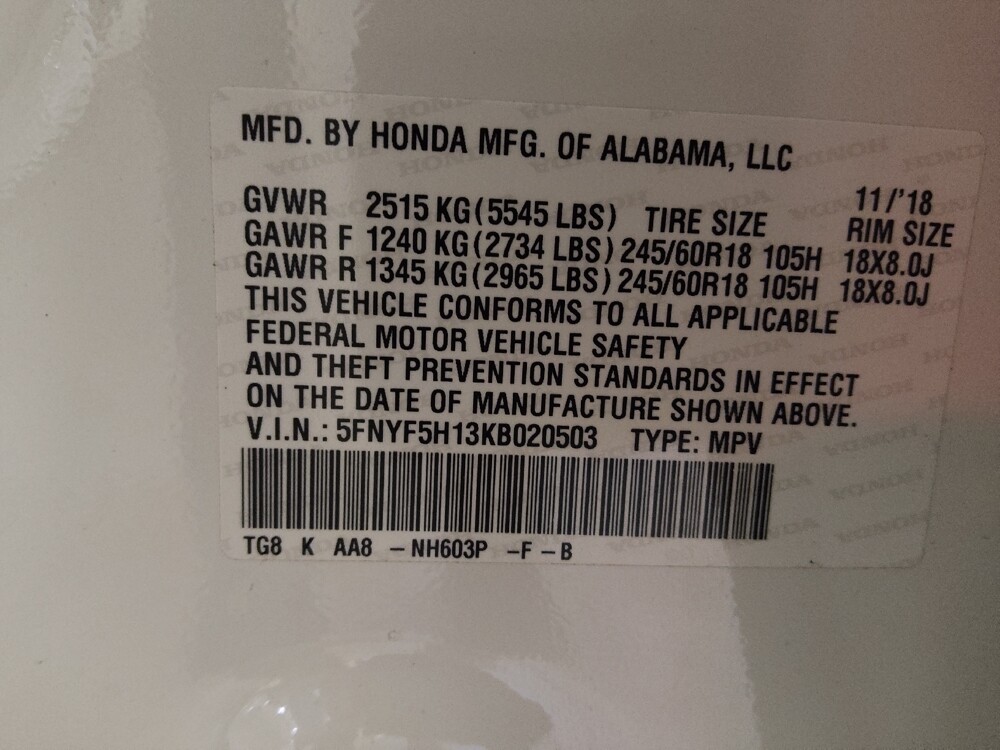 MFD. BY HONDA MFG. OF ALABAMA, LLC
11/'18
GVWR 2515 KG(5545 LBS) TIRE SIZE RIM SIZE
GAWR F 1240 KG(2734 LBS) 245/60R18 105H 18X8.0J
GAWR R 1345 KG(2965 LBS) 245/60R18 105H 18X8.0J
THIS VEHICLE CONFORMS TO ALL APPLICABLE
FEDERAL MOTOR VEHICLE SAFETY
AND THEFT PREVENTION STANDARDS IN EFFECT
ON THE DATE OF MANUFACTURE SHOWN ABOVE.
V.I.N.: 5FNYF5H13KB020503 TYPE: MPV
TG8 K AA8 -NH603P -F-B